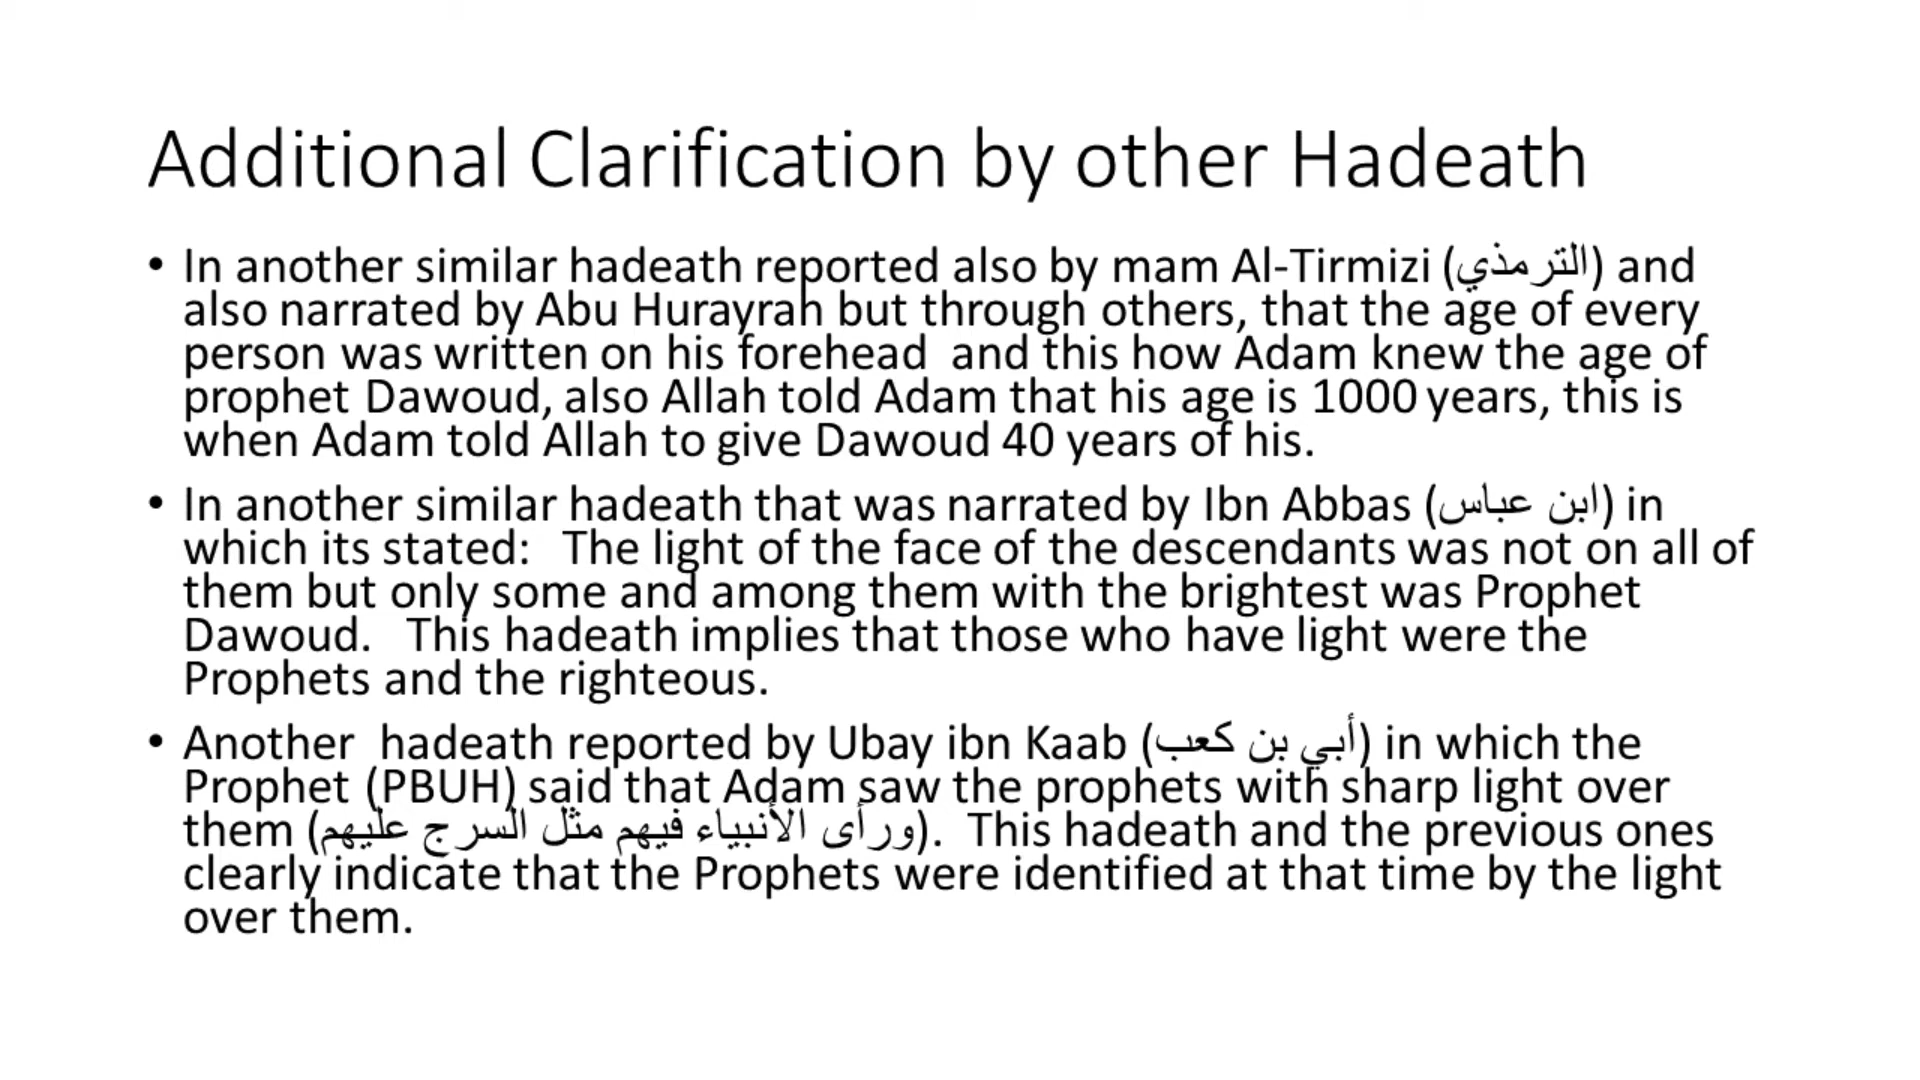 Additional Clarification by other Hadeath
• In another similar hadeath reported also by mam Al-Tirmizi (الترمذي) and
also narrated by Abu Hurayrah but through others, that the age of every
person was written on his forehead  and this how Adam knew the age of
prophet Dawoud, also Allah told Adam that his age is 1000 years, this is
when Adam told Allah to give Dawoud 40 years of his.
• In another similar hadeath that was narrated by Ibn Abbas (ابن عباس) in
which its stated:   The light of the face of the descendants was not on all of
them but only some and among them with the brightest was Prophet
Dawoud.   This hadeath implies that those who have light were the
Prophets and the righteous.
• Another  hadeath reported by Ubay ibn Kaab (أبي بن كعب) in which the
Prophet (PBUH) said that Adam saw the prophets with sharp light over
them (ورأى الأنبياء فيهم مثل السرج عليهم).  This hadeath and the previous ones
clearly indicate that the Prophets were identified at that time by the light
over them.